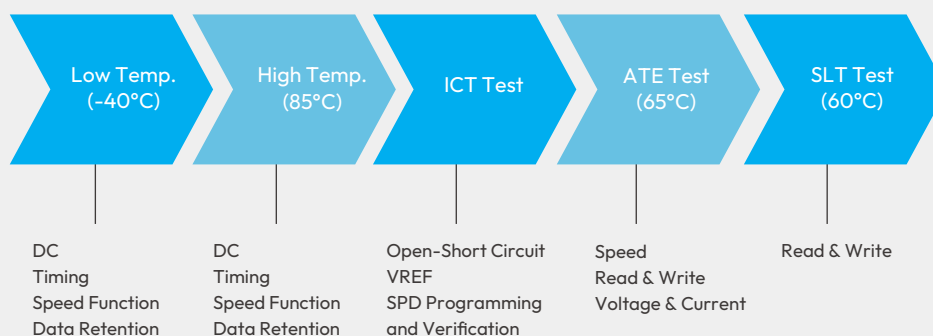 Low Temp.
(-40°C)
High Temp.
(85°C)
ICT Test
ATE Test
(65°C)
SLT Test
(60°C)
DC
Timing
Speed Function
Data Retention
DC
Timing
Speed Function
Data Retention
Open-Short Circuit
VREF
SPD Programming
and Verification
Speed
Read & Write
Voltage & Current
Read & Write